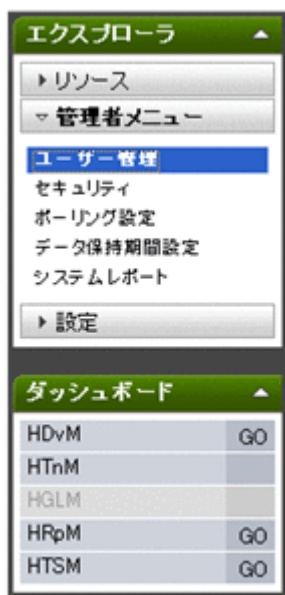 エクスプローラ
リソース
管理者メニュー
ユーザー管理
セキュリティ
ポーリング設定
データ保持期間設定
システムレポート
設定
ダッシュボード
HDvM GO
HTnM
HGLM
HRpM GO
HTSM GO